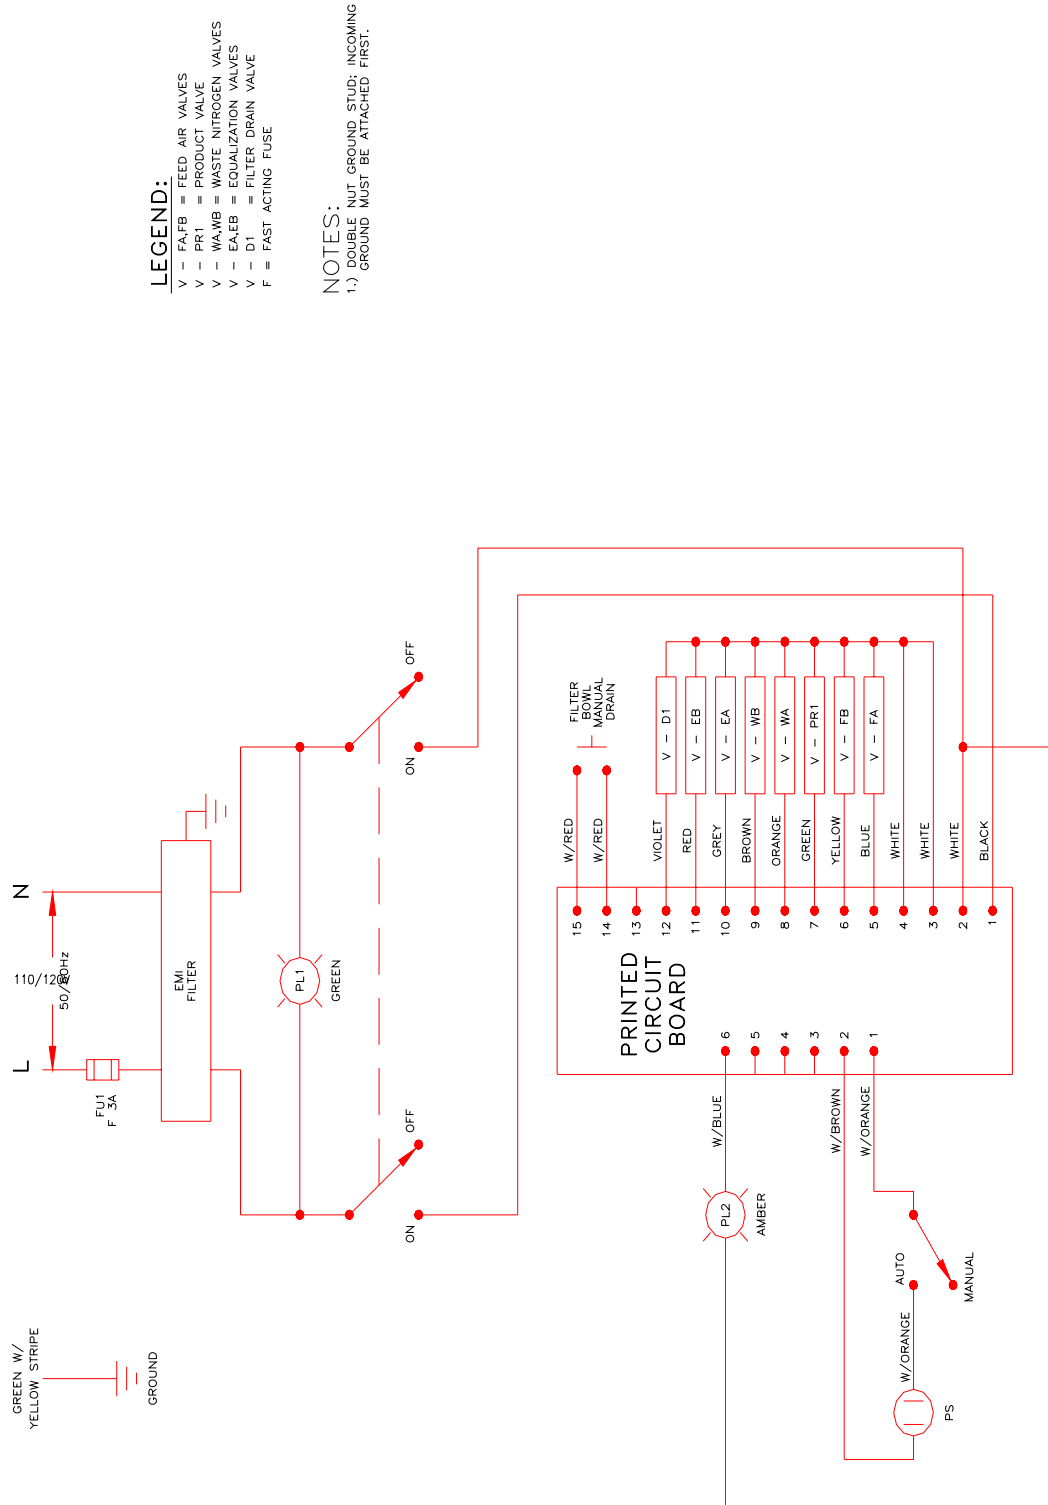 LEGEND:
V - FA,FB = FEED AIR VALVES
V - PR1 = PRODUCT VALVE
V - WA,WB = WASTE NITROGEN VALVES
V - EA,EB = EQUALIZATION VALVES
V - D1 = FILTER DRAIN VALVE
F = FAST ACTING FUSE
NOTES:
1.) DOUBLE NUT GROUND STUD; INCOMING
GROUND MUST BE ATTACHED FIRST.
GREEN W/
YELLOW STRIPE
GROUND
L
N
110/120V
50/60Hz
FU1
F 3A
EMI
FILTER
PL1
GREEN
ON
OFF
ON
OFF
FILTER
BOWL
MANUAL
DRAIN
W/RED
W/RED
VIOLET
RED
GREY
BROWN
ORANGE
GREEN
YELLOW
BLUE
WHITE
WHITE
WHITE
BLACK
V - D1
V - EB
V - EA
V - WB
V - WA
V - PR1
V - FB
V - FA
15
14
13
12
11
10
9
8
7
6
5
4
3
2
1
PRINTED
CIRCUIT
BOARD
6
5
4
3
2
1
W/BLUE
W/BROWN
W/ORANGE
PL2
AMBER
AUTO
MANUAL
W/ORANGE
PS